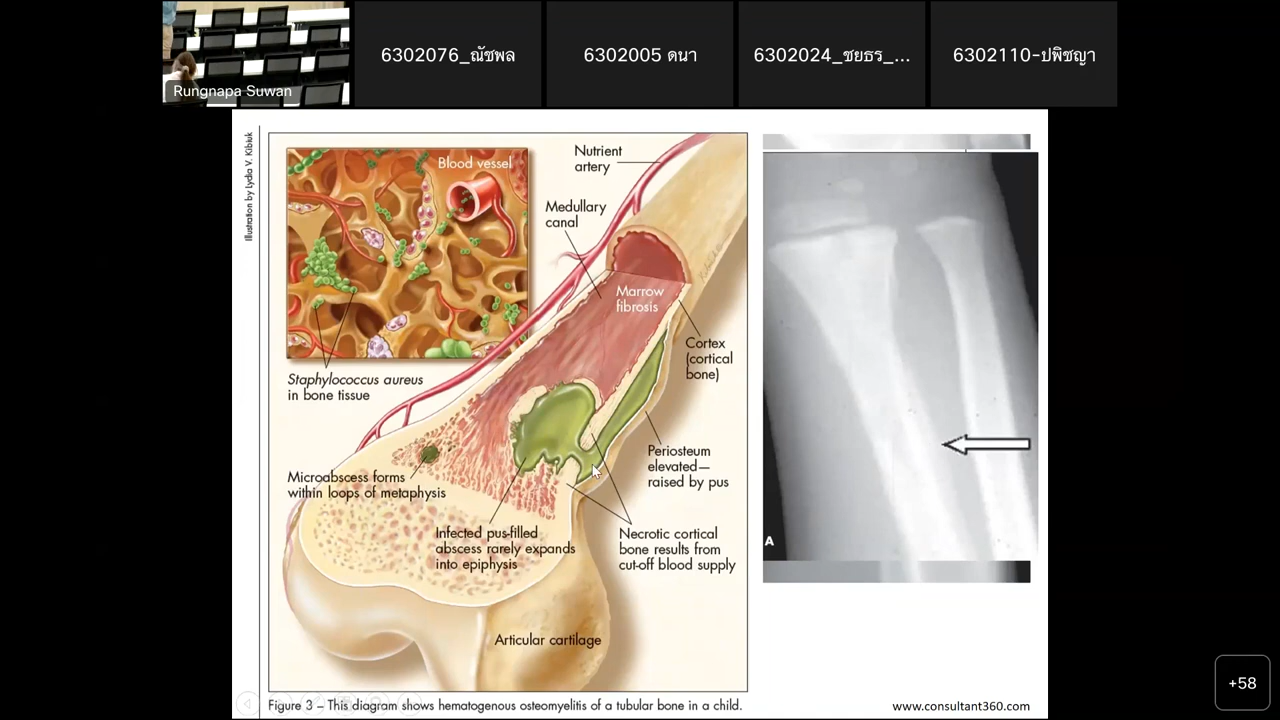 Rungnapa Suwan
6302076_ณัชพล
6302005 ดนา
6302024_ชยธร_...
6302110-ปพิชญา
Illustration by Lydia V. Kibiuk
Blood vessel
Nutrient
artery
Medullary
canal
Marrow
fibrosis
Cortex
(cortical
bone)
Staphylococcus aureus
in bone tissue
Periosteum
elevated—
raised by pus
Microabscess forms
within loops of metaphysis
Infected pus-filled
abscess rarely expands
into epiphysis
Necrotic cortical
bone results from
cut-off blood supply
Articular cartilage
A
Figure 3 – This diagram shows hematogenous osteomyelitis of a tubular bone in a child.
www.consultant360.com
+58